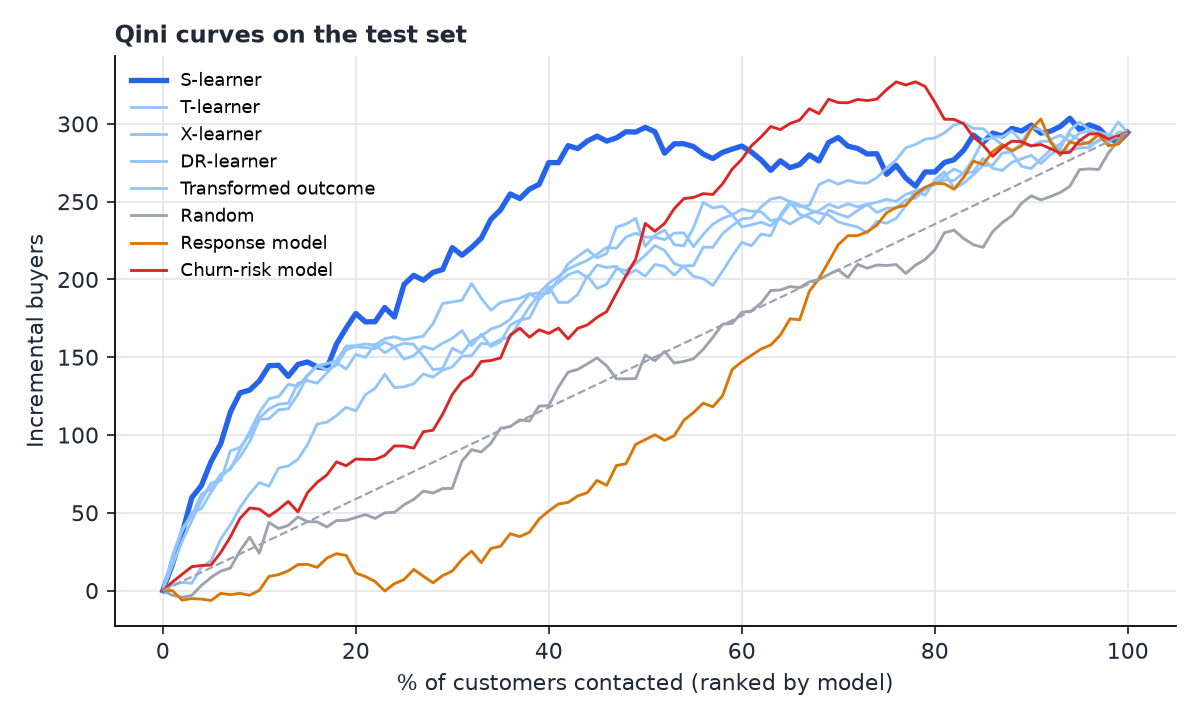 Qini curves on the test set
S-learner
T-learner
X-learner
DR-learner
Transformed outcome
Random
Response model
Churn-risk model
Incremental buyers
300
250
200
150
100
50
0
0 20 40 60 80 100
% of customers contacted (ranked by model)